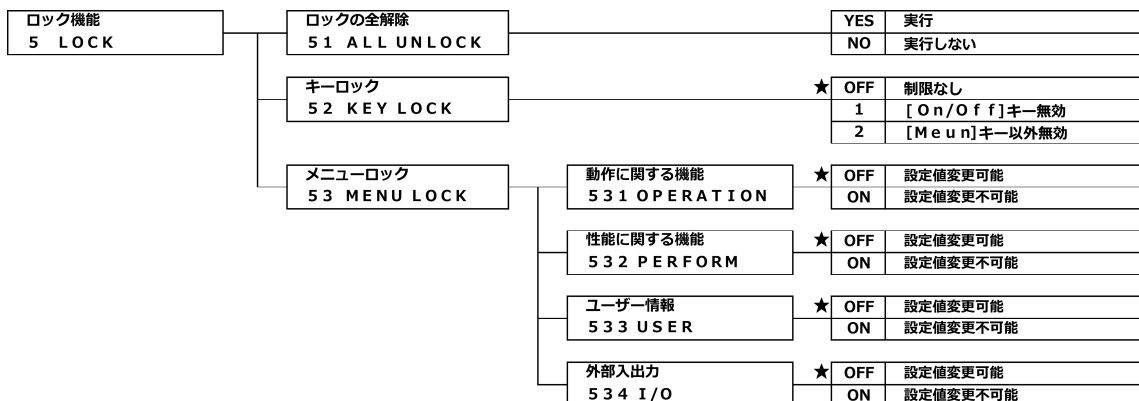 ロック機能
5 LOCK
ロックの全解除
51 ALL UNLOCK
YES 実行
NO 実行しない
キーロック
52 KEY LOCK
★ OFF 制限なし
1 [On/Off]キー無効
2 [Meun]キー以外無効
メニューロック
53 MENU LOCK
動作に関する機能
531 OPERATION
★ OFF 設定値変更可能
ON 設定値変更不可能
性能に関する機能
532 PERFORM
★ OFF 設定値変更可能
ON 設定値変更不可能
ユーザー情報
533 USER
★ OFF 設定値変更可能
ON 設定値変更不可能
外部入出力
534 I/O
★ OFF 設定値変更可能
ON 設定値変更不可能